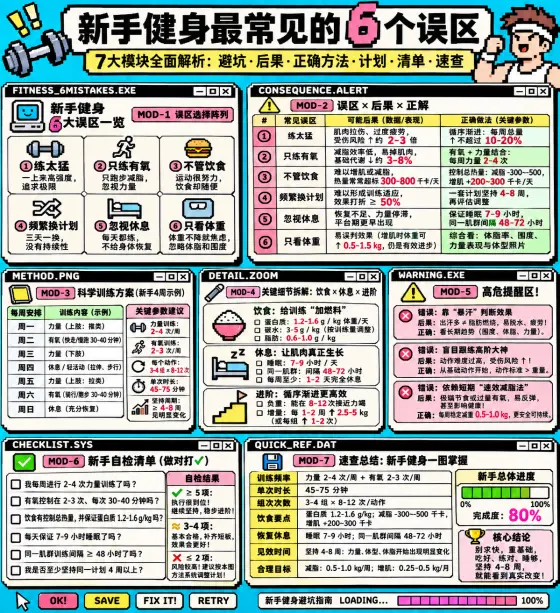 新手健身最常见的6个误区
7大模块全面解析：避坑·后果·正确方法·计划·清单·速查
FITNESS_6MISTAKES.EXE
新手健身
6大误区一览
MOD-1 误区选择阵列
①练太猛
一上来高强度，
追求极限
②只有氧
只跑步减脂，
忽视力量
③不管饮食
运动很努力，
饮食却随便
④频繁换计划
三天一换，
没有持续性
⑤忽视休息
每天都练，
不给身体恢复
⑥只看体重
体重不降就焦虑，
忽略体脂和围度
CONSEQUENCE.ALERT
MOD-2 误区×后果×正解
# 常见误区 可能后果（数据/表现） 正确做法（关键参数）
① 练太猛 肌肉拉伤、过度疲劳，
受伤风险↑约 2-3 倍
循序渐进：每周总量
↑ 不超过 10-20%
② 只有氧 减脂效率低，易掉肌肉，
基础代谢↓约 3-8%
有氧 + 力量结合：
每周力量 2-4 次
③ 不管饮食 难以增肌或减脂，
热量常常超标300-800千卡/天
控制总热量：减脂 -300~-500，
增肌 +200~300 千卡/天
④ 频繁换计划 难以形成训练适应，
效果打折 ≥ 50%
一套计划坚持 4-8 周，
再评估调整
⑤ 忽视休息 恢复不足、力量停滞，
平台期更早出现
保证睡眠 7-9 小时，
同一肌群间隔 48-72 小时
⑥ 只看体重 易误判效果（增肌时体重可
↑ 0.5-1.5 kg，仍是有效进步）
综合看：体脂率、围度、
力量表现与体型照片
METHOD.PNG
MOD-3 科学训练方案（新手4周示例）
每周安排 训练内容（示例）
周一 力量（上肢：推类）
周二 有氧（快走/慢跑 30-40 分钟）
周三 力量（下肢）
周四 休息 / 轻活动（拉伸、步行）
周五 力量（上肢：拉类）
周六 有氧（骑行/跑步 30-40 分钟）
周日 休息（充分恢复）
关键参数建议
力量训练：
2-4 次/周
有氧训练：
2-3 次/周
每个动作：
3-4组 × 8-12次
单次时长：
45-75 分钟
坚持周期：
≥ 4-8 周
见明显变化
DETAIL.ZOOM
MOD-4 关键细节拆解：饮食×休息×进阶
饮食：给训练“加燃料”
蛋白质：1.2-1.6 g / kg 体重/天
碳水：3-5 g / kg（按训练量调整）
脂肪：0.6-1.0 g / kg
休息：让肌肉真正生长
睡眠：7-9 小时 / 天
同一肌群：间隔 48-72 小时
每周至少：1-2 天完全休息
进阶：循序渐进更高效
负重：能在 8-12次接近力竭
增量：每 1-2 周 ↑ 2.5-5 kg
（或每组 ↑ 1-2 次）
WARNING.EXE
MOD-5 高危提醒区！
错误：靠“暴汗”判断效果
后果：出汗多 ≠ 脂肪燃烧，易脱水、疲劳！
正确：看长期趋势（围度、体脂、力量）。
错误：盲目跟练高阶大神
后果：动作难度过高，受伤风险 ↑！
正确：从基础动作开始，动作标准 > 重量。
错误：依赖短期“速效减脂法”
后果：极端节食或过量有氧，易反弹，
甚至影响健康！
正确：每周稳定减重 0.5-1.0 kg，更安全可持续。
CHECKLIST.SYS
MOD-6 新手自检清单（做对打✓）
我每周进行 2-4 次力量训练了吗？
有氧控制在 2-3 次、每次 30-40 分钟吗？
饮食有控制总热量，并保证蛋白质 1.2-1.6g/kg吗？
每天保证 7-9 小时睡眠了吗？
同一肌群训练间隔 ≥ 48 小时了吗？
我是否至少坚持同一计划 4 周以上？
自检结果
≥ 5 项：
执行很到位！
继续坚持，稳步进阶！
3-4 项：
基本合格，补齐短板，
效果会更好！
≤ 2 项：
风险较高！建议按本图
方法系统调整计划！
QUICK_REF.DAT
MOD-7 速查总结：新手健身一图掌握
训练频率 力量 2-4 次/周 + 有氧 2-3 次/周
单次时长 45-75 分钟
组次次数 3-4 组 × 8-12 次/动作
饮食要点 蛋白质 1.2-1.6 g/kg；减脂 -300~-500 千卡，
增肌 +200~300 千卡
恢复休息 睡眠 7-9 小时；同一肌群间隔 48-72 小时
见效时间 坚持 4-8 周：力量、体型、体脂开始出现明显变化
合理目标 减脂：0.5-1.0 kg/周；增肌：0.25-0.5 kg/月
新手总体进度
0% 100%
完成度：80%
核心结论
别求快，重基础，
吃好、练对、睡够，
坚持 4-8 周，
就能看到真实改变！
OK!
SAVE
FIX IT!
RETRY
新手健身避坑指南 LOADING... 100%